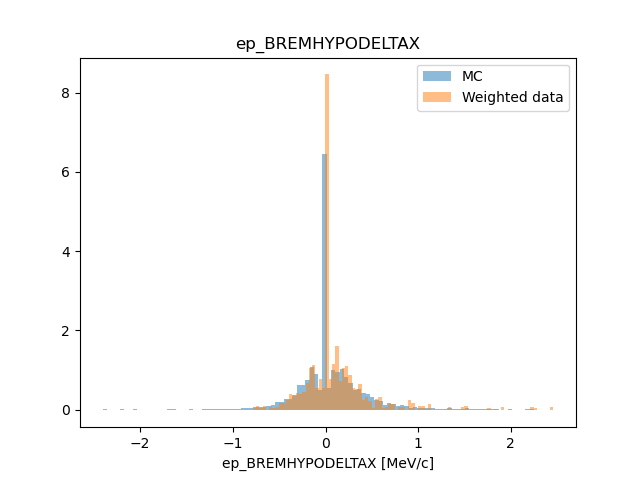 ep_BREMHYPODELTAX
MC
Weighted data
8
6
4
2
0
−2
−1
0
1
2
ep_BREMHYPODELTAX [MeV/c]